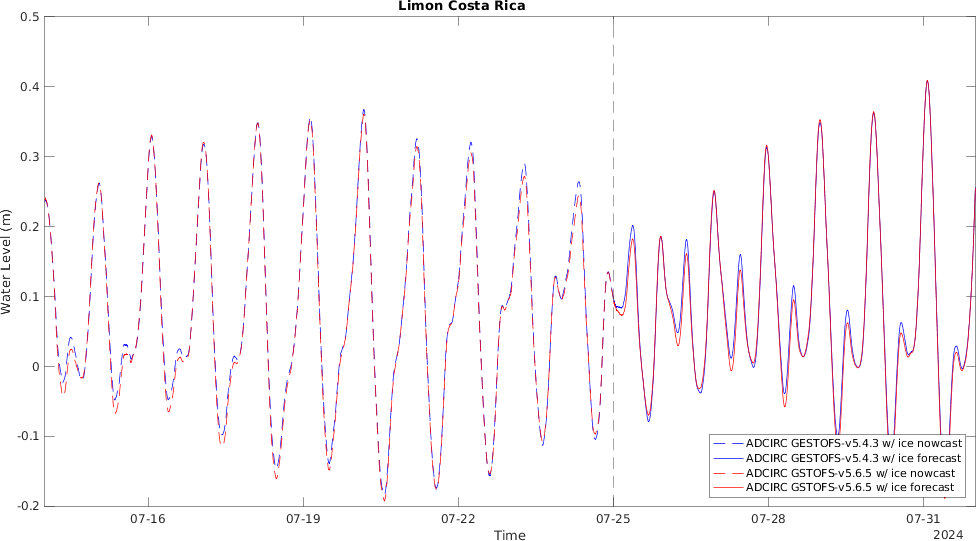 Limon Costa Rica
0.5
0.4
0.3
0.2
0.1
0
-0.1
-0.2
Water Level (m)
07-16
07-19
07-22
07-25
07-28
07-31
2024
Time
ADCIRC GESTOFS-v5.4.3 w/ ice nowcast
ADCIRC GESTOFS-v5.4.3 w/ ice forecast
ADCIRC GSTOFS-v5.6.5 w/ ice nowcast
ADCIRC GSTOFS-v5.6.5 w/ ice forecast